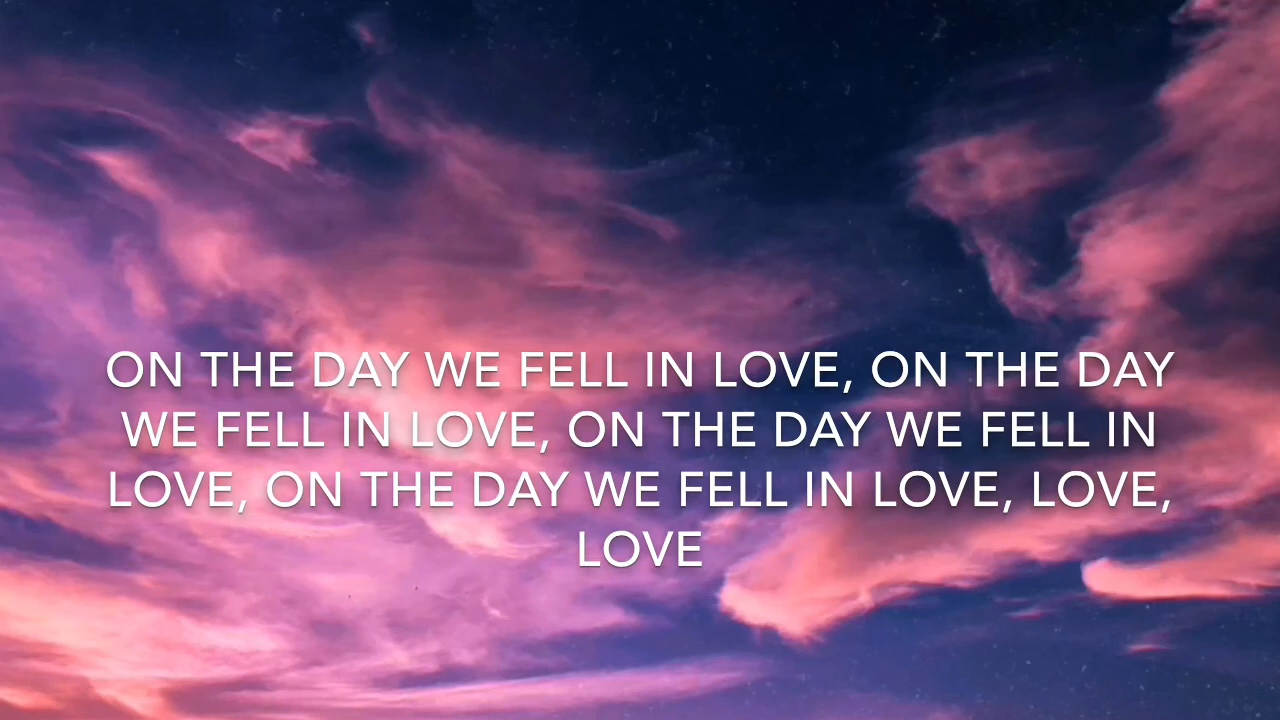 ON THE DAY WE FELL IN LOVE, ON THE DAY
WE FELL IN LOVE, ON THE DAY WE FELL IN
LOVE, ON THE DAY WE FELL IN LOVE, LOVE,
LOVE